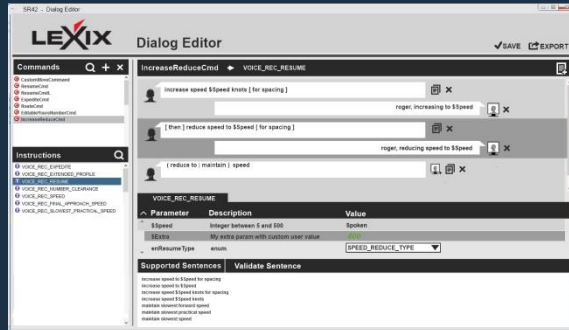 SR42 - Dialog Editor
LEXIX
Dialog Editor
SAVE
EXPORT
Commands
CustomMoveCommand
ResumeCmd
ResumeCmdL
ExpediteCmd
RouteCmd
IncreaseReduceCmd
Instructions
VOICE_REC_EXPEDITE
VOICE_REC_EXTENDED_PROFILE
VOICE_REC_RESUME
VOICE_REC_NUMBER_CLEARANCE
VOICE_REC_SPEED
VOICE_REC_FINAL_APPROACH_SPEED
VOICE_REC_SLOWEST_PRACTICAL_SPEED
IncreaseReduceCmd VOICE_REC_RESUME
increase speed $Speed knots [ for spacing ]
roger, increasing to $Speed
[ then ] reduce speed to $Speed [ for spacing ]
roger, reducing speed to $Speed
( reduce to | maintain ) speed
VOICE_REC_RESUME
Parameter Description Value
$Speed Integer between 5 and 500 Spoken
$Extra My extra param with custom user value
enResumeType enum SPEED_REDUCE_TYPE
Supported Sentences Validate Sentence
increase speed to $Speed for spacing
increase speed to $Speed
increase speed $Speed knots for spacing
increase speed $Speed knots
maintain slowest forward speed
maintain slowest practical speed
maintain slowest speed